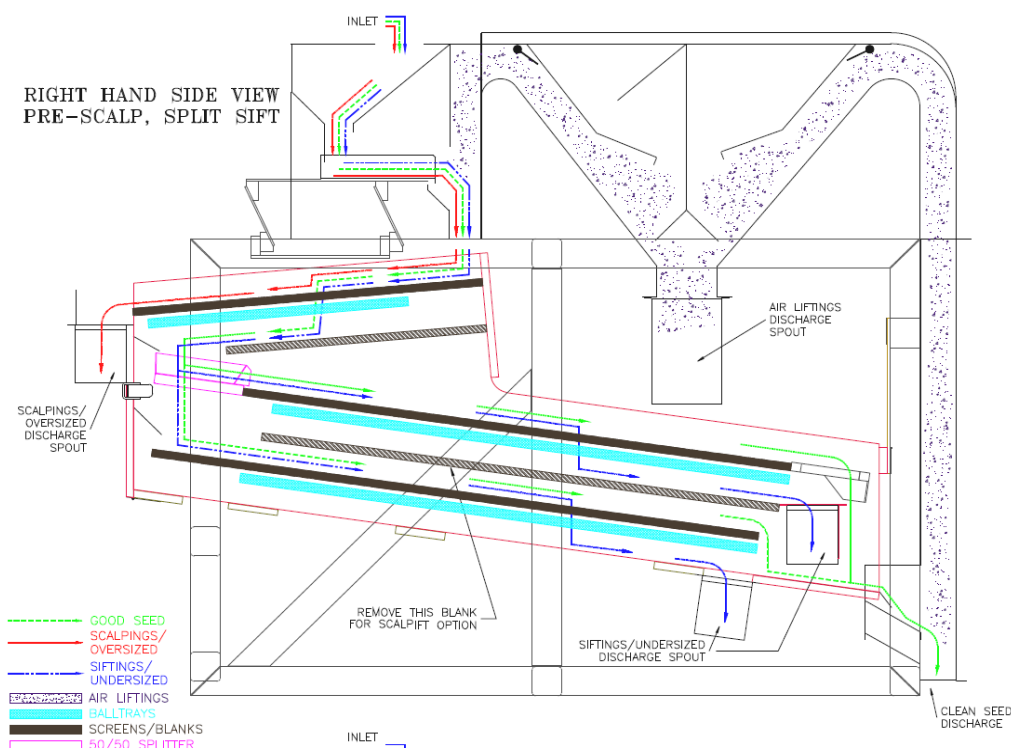 INLET
RIGHT HAND SIDE VIEW
PRE-SCALP, SPLIT SIFT
AIR LIFTINGS
DISCHARGE
SPOUT
SCALPINGS/
OVERSIZED
DISCHARGE
SPOUT
REMOVE THIS BLANK
FOR SCALPIFT OPTION
SIFTINGS/UNDERSIZED
DISCHARGE SPOUT
CLEAN SEED
DISCHARGE
GOOD SEED
SCALPINGS/
OVERSIZED
SIFTINGS/
UNDERSIZED
AIR LIFTINGS
BALLTRAYS
SCREENS/BLANKS
50/50 SPLITTER
INLET